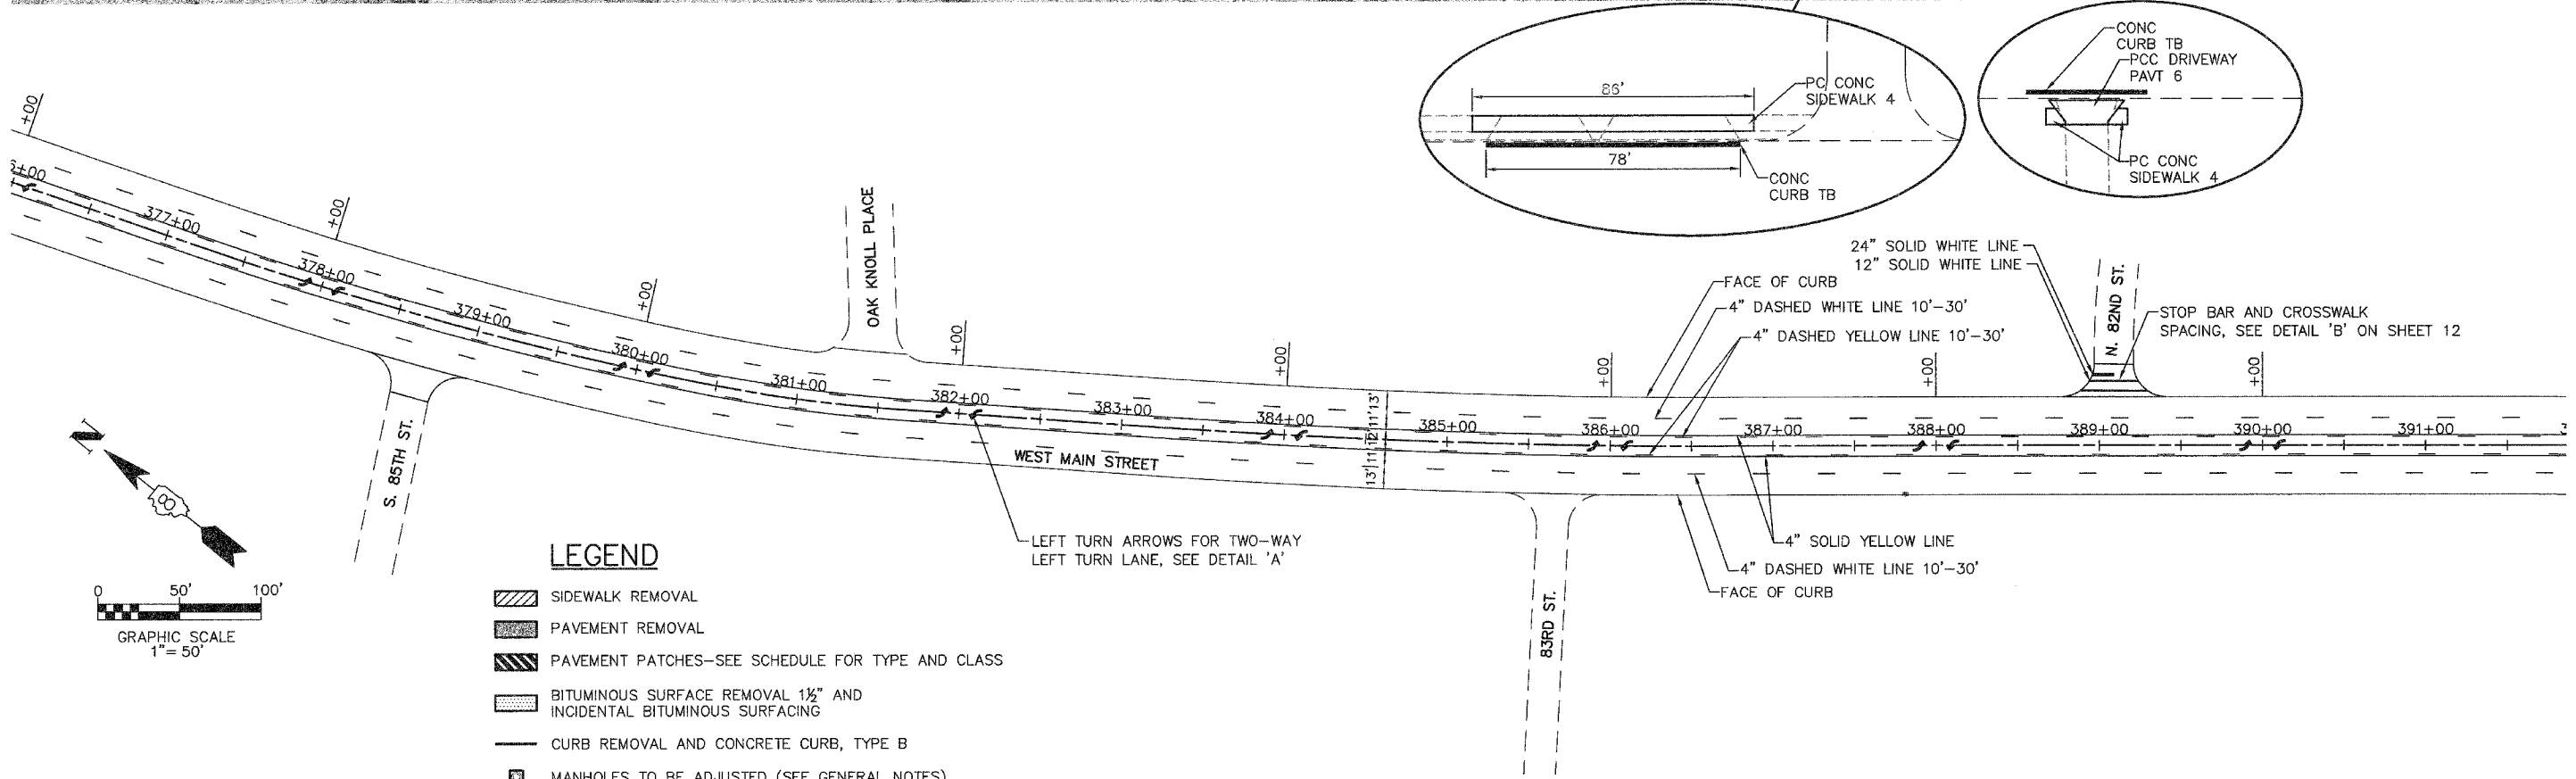 CONC
CURB TB
PCC DRIVEWAY
PAVT 6
PC CONC
SIDEWALK 4
86'
PC CONC
SIDEWALK 4
78'
CONC
CURB TB
+00
+00
+00
+00
+00
+00
+00
+00
377+00
378+00
379+00
380+00
381+00
382+00
383+00
384+00
385+00
386+00
387+00
388+00
389+00
390+00
391+00
OAK KNOLL PLACE
S. 85TH ST.
WEST MAIN STREET
13' 11' 12' 11' 13'
83RD ST.
N. 82ND ST.
24" SOLID WHITE LINE
12" SOLID WHITE LINE
FACE OF CURB
4" DASHED WHITE LINE 10'-30'
4" DASHED YELLOW LINE 10'-30'
STOP BAR AND CROSSWALK
SPACING, SEE DETAIL 'B' ON SHEET 12
LEFT TURN ARROWS FOR TWO-WAY
LEFT TURN LANE, SEE DETAIL 'A'
4" SOLID YELLOW LINE
4" DASHED WHITE LINE 10'-30'
FACE OF CURB
N
0 50' 100'
GRAPHIC SCALE
1"= 50'
LEGEND
SIDEWALK REMOVAL
PAVEMENT REMOVAL
PAVEMENT PATCHES-SEE SCHEDULE FOR TYPE AND CLASS
BITUMINOUS SURFACE REMOVAL 1½" AND
INCIDENTAL BITUMINOUS SURFACING
CURB REMOVAL AND CONCRETE CURB, TYPE B
MANHOLES TO BE ADJUSTED (SEE GENERAL NOTES)